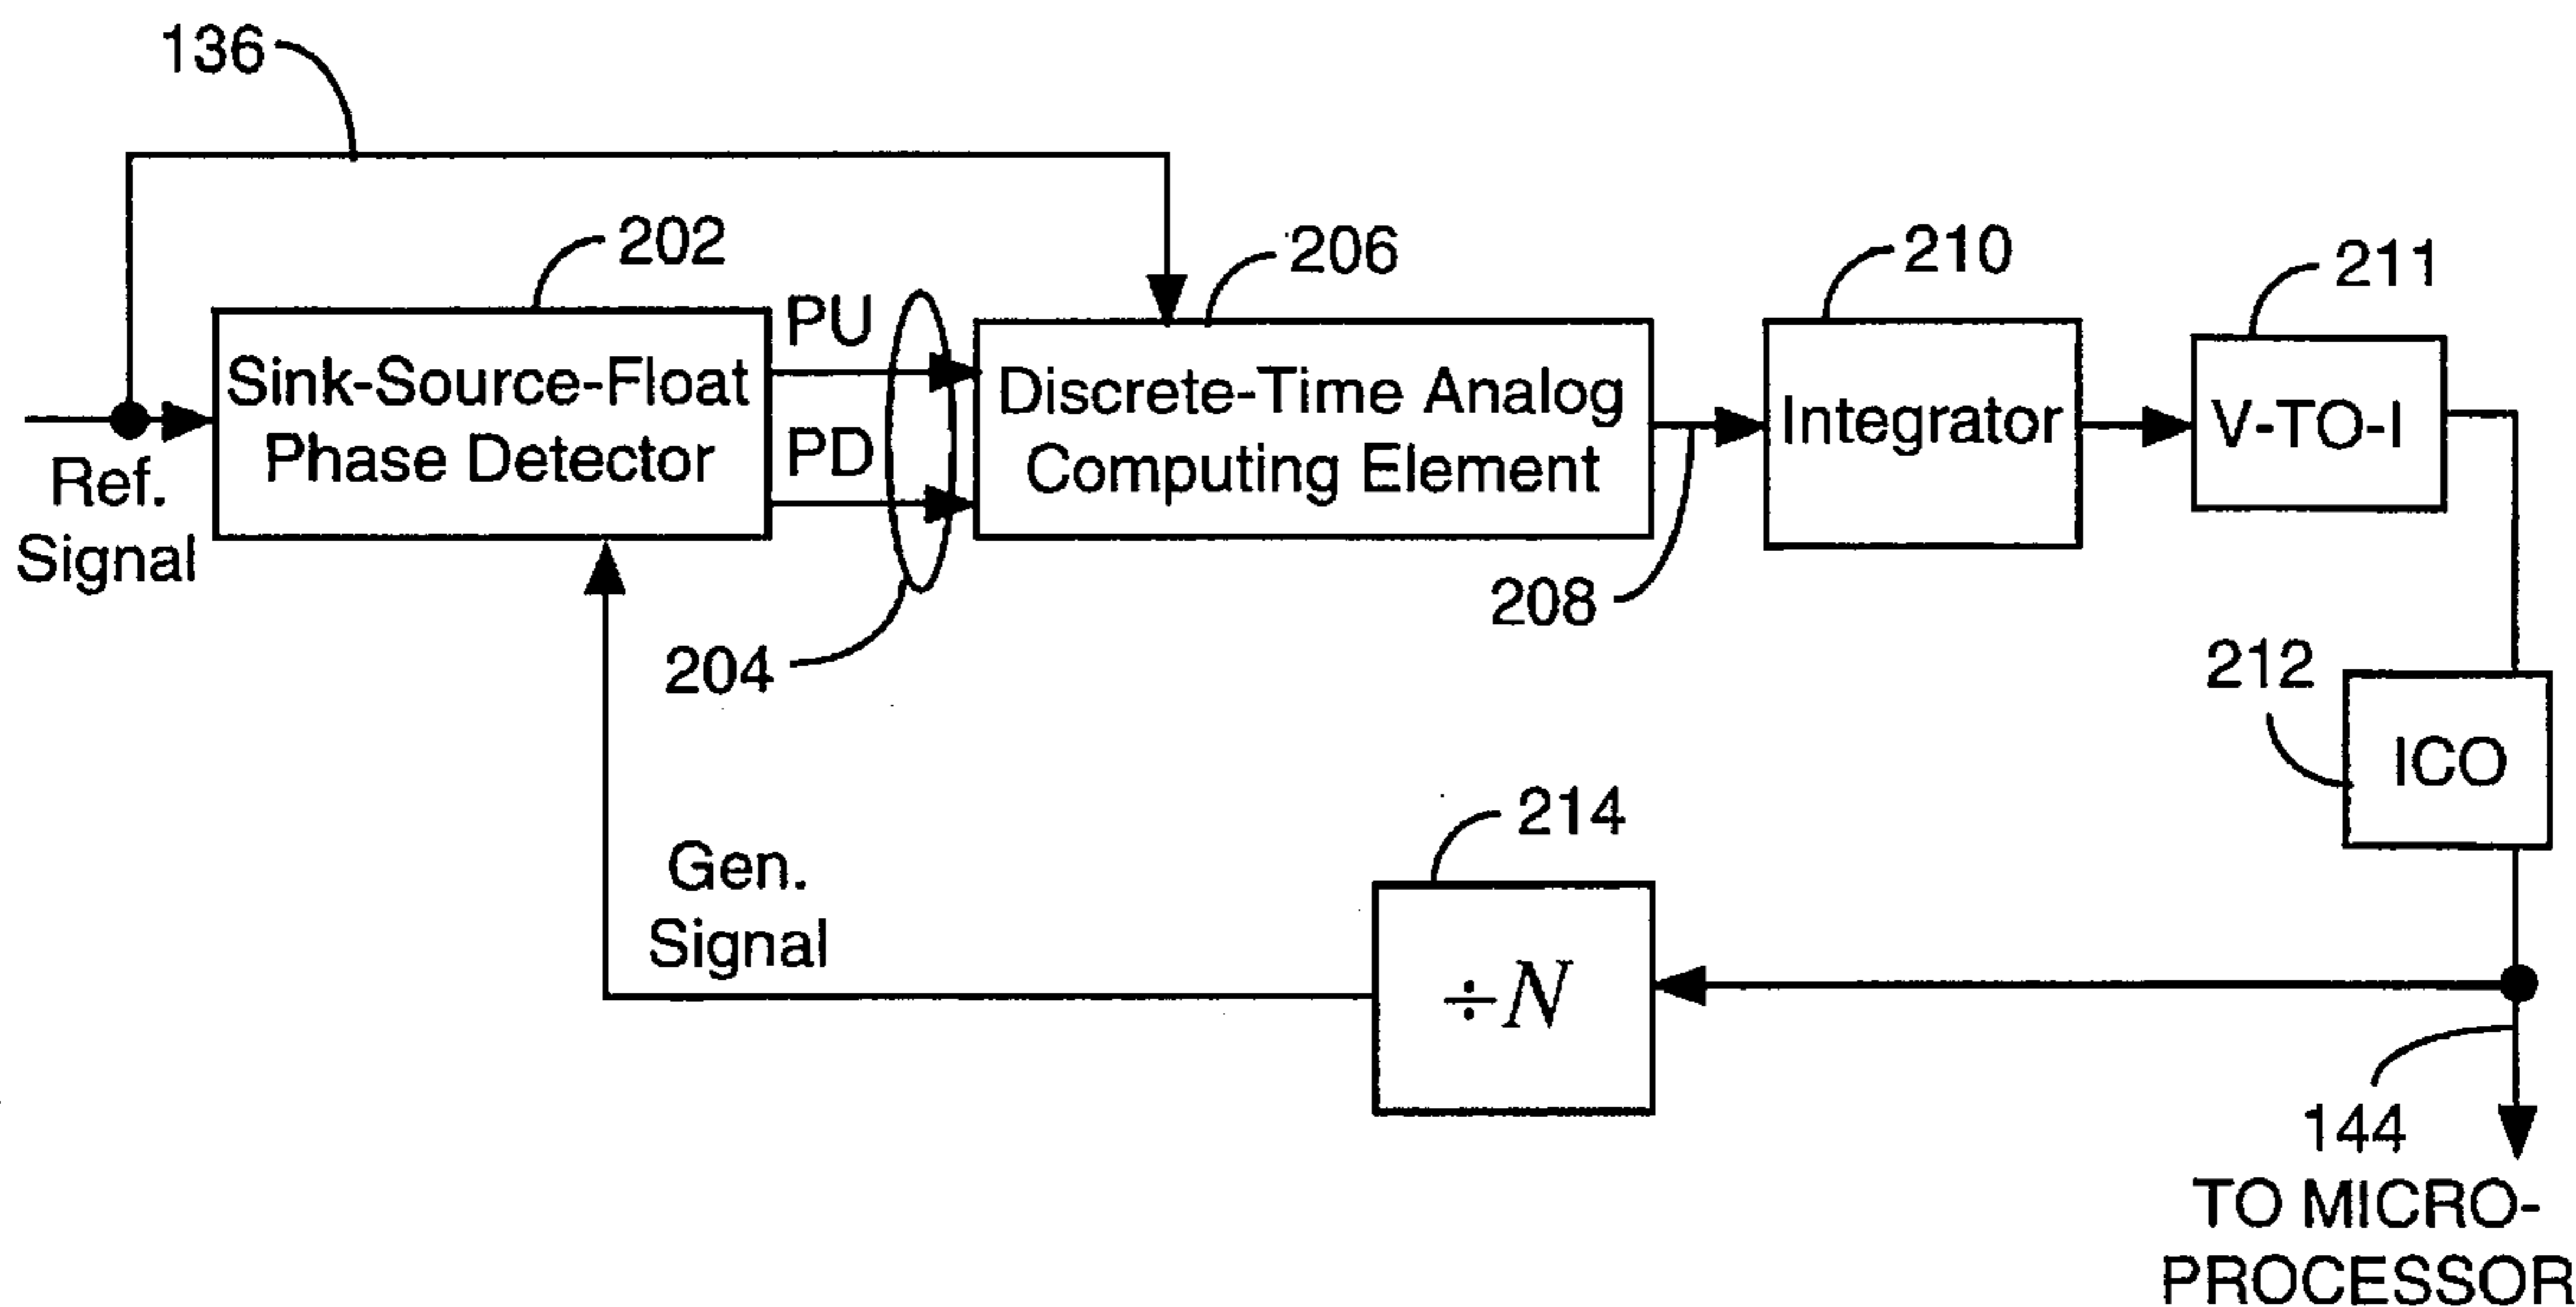 136
202
206
210
211
PU
Sink-Source-Float
Phase Detector
PD
Discrete-Time Analog
Computing Element
Integrator
V-TO-I
Ref.
Signal
204
208
212
ICO
214
Gen.
Signal
÷N
144
TO MICRO-
PROCESSOR